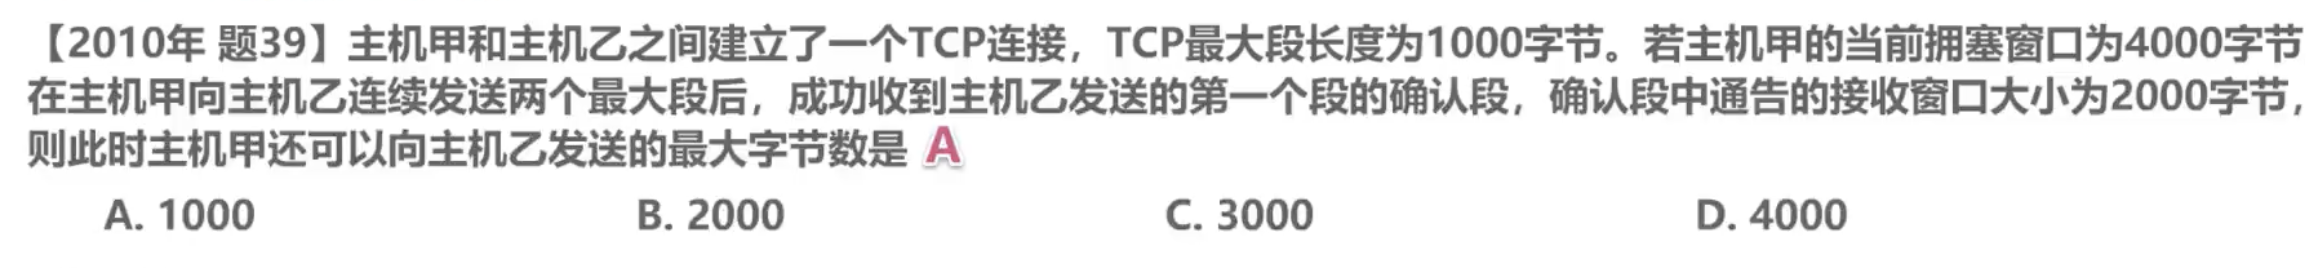 【2010年 题39】主机甲和主机乙之间建立了一个TCP连接，TCP最大段长度为1000字节。若主机甲的当前拥塞窗口为4000字节
在主机甲向主机乙连续发送两个最大段后，成功收到主机乙发送的第一个段的确认段，确认段中通告的接收窗口大小为2000字节，
则此时主机甲还可以向主机乙发送的最大字节数是 A
A. 1000 B. 2000 C. 3000 D. 4000